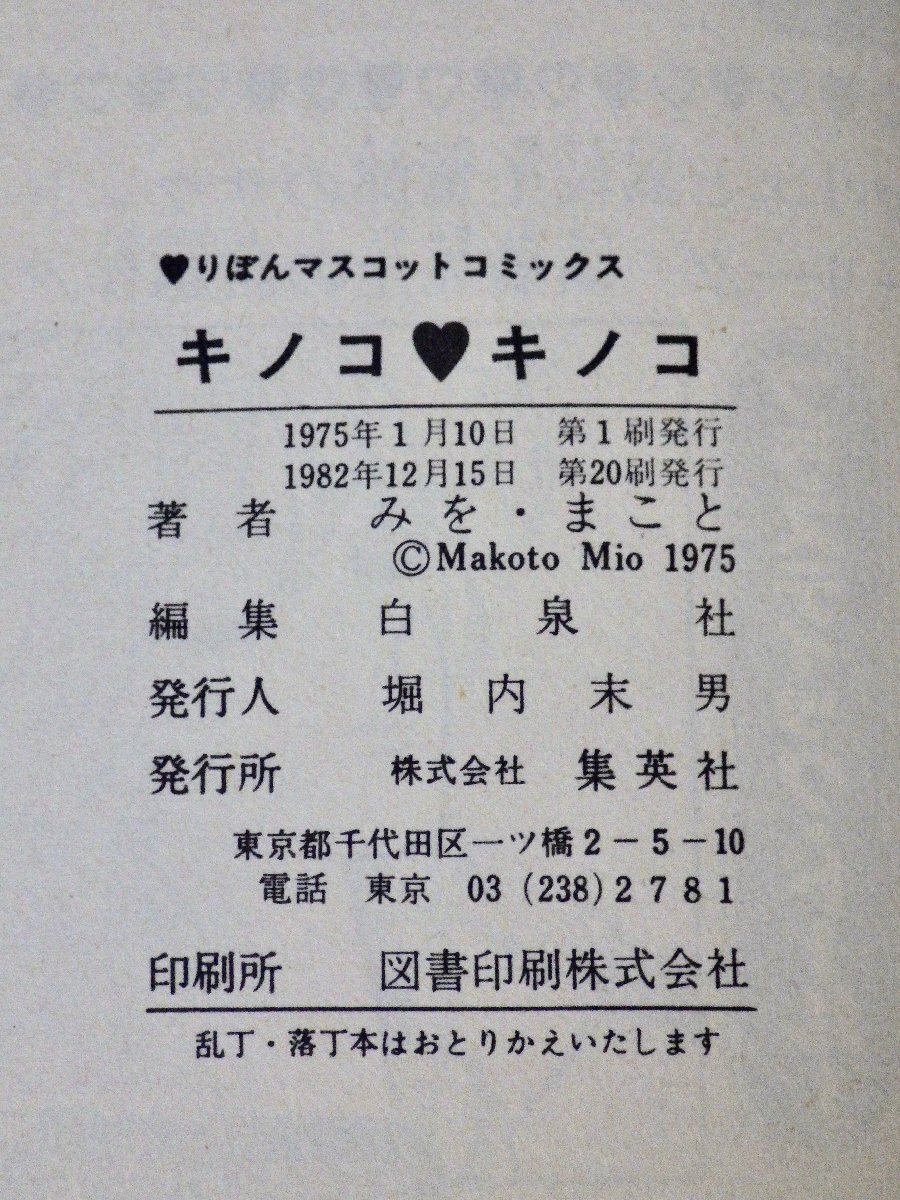 ♥りぼんマスコットコミックス
キノコ♥キノコ
1975年1月10日　第1刷発行
1982年12月15日　第20刷発行
著者　みを・まこと
©Makoto Mio 1975
編集　白泉社
発行人　堀内末男
発行所　株式会社　集英社
東京都千代田区一ツ橋2－5－10
電話　東京　03（238）2781
印刷所　図書印刷株式会社
乱丁・落丁本はおとりかえいたします